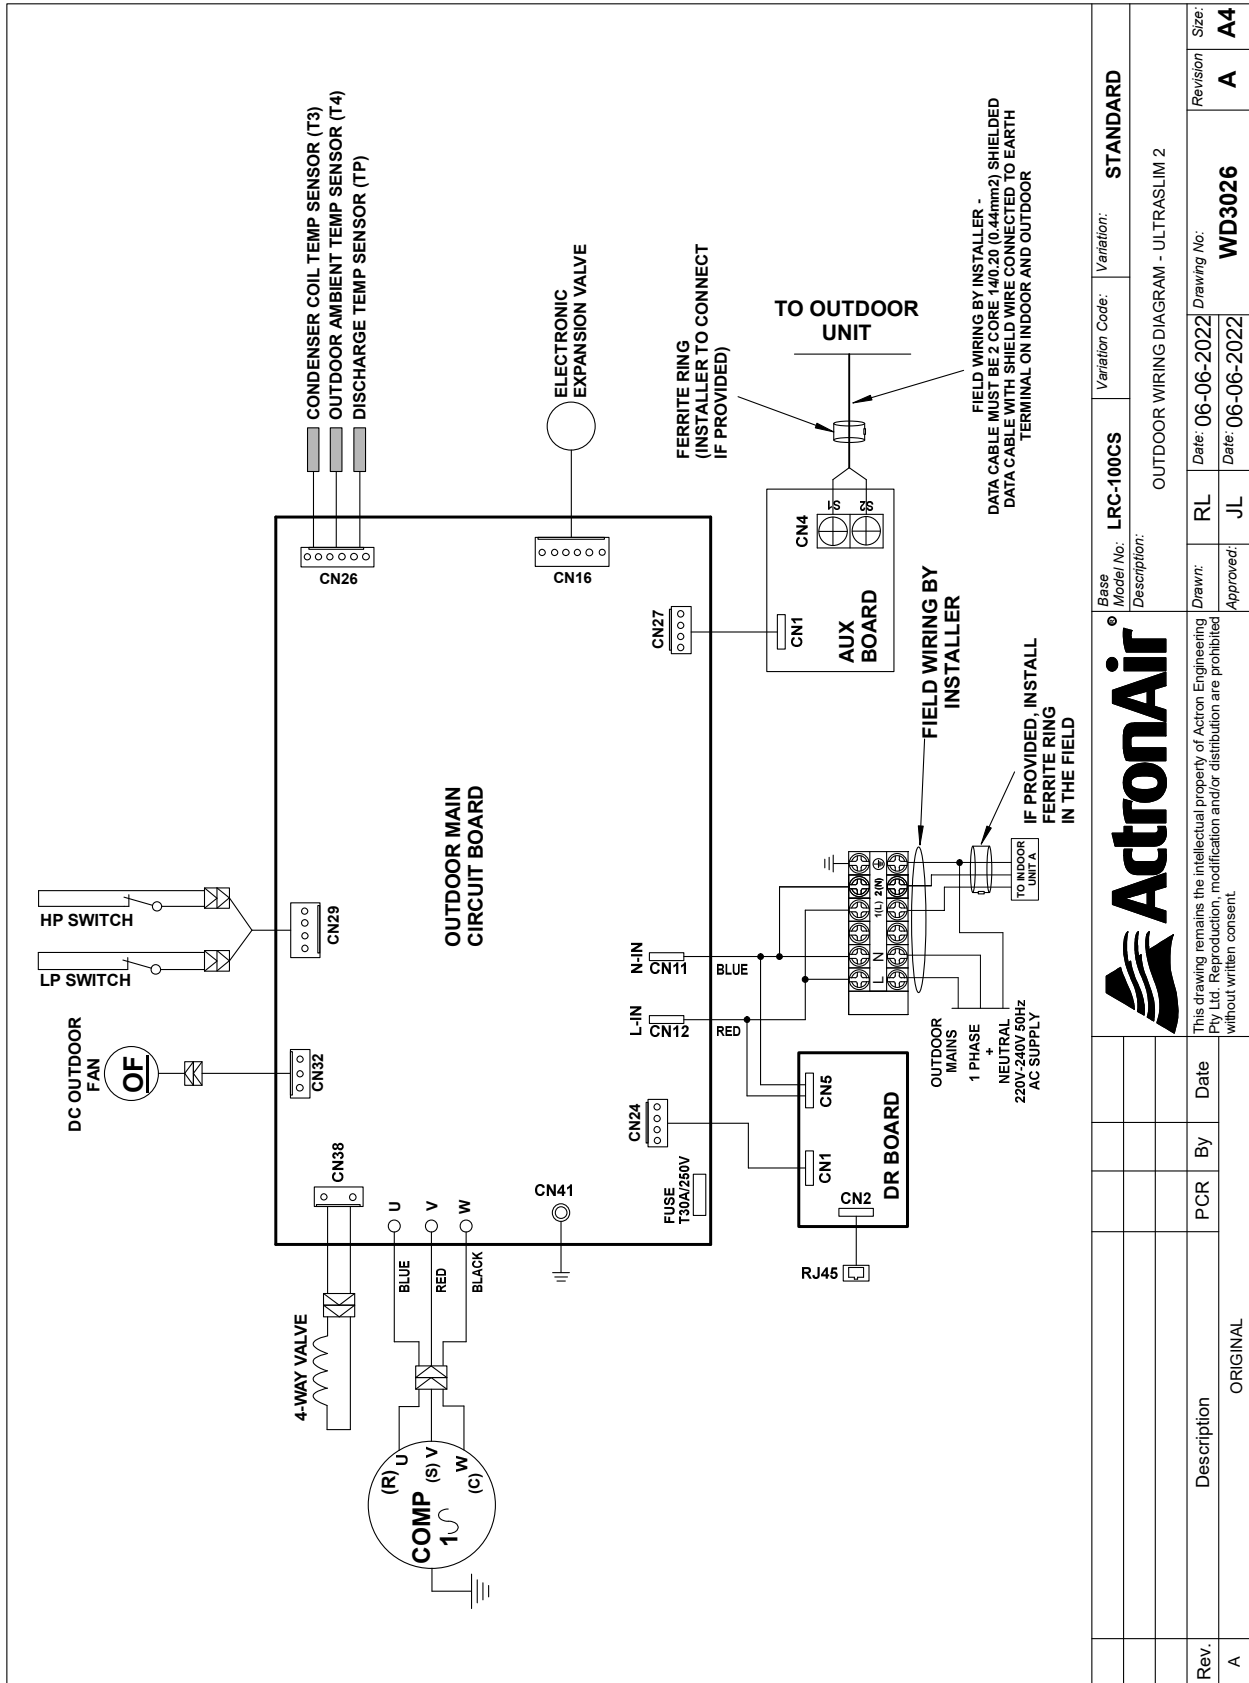 CONDENSER COIL TEMP SENSOR (T3)
OUTDOOR AMBIENT TEMP SENSOR (T4)
DISCHARGE TEMP SENSOR (TP)
CN26
ELECTRONIC
EXPANSION VALVE
CN16
FERRITE RING
(INSTALLER TO CONNECT
IF PROVIDED)
TO OUTDOOR
UNIT
FIELD WIRING BY INSTALLER -
DATA CABLE MUST BE 2 CORE 14/0.20 (0.44mm2) SHIELDED
DATA CABLE WITH SHIELD WIRE CONNECTED TO EARTH
TERMINAL ON INDOOR AND OUTDOOR
CN4
S1
S2
CN27
CN1
AUX
BOARD
FIELD WIRING BY
INSTALLER
OUTDOOR MAIN
CIRCUIT BOARD
HP SWITCH
LP SWITCH
CN29
DC OUTDOOR
FAN
OF
CN32
N-IN
CN11
BLUE
L-IN
CN12
RED
L
N
1(L)
2(N)
IF PROVIDED, INSTALL
FERRITE RING
IN THE FIELD
TO INDOOR
UNIT A
OUTDOOR
MAINS
1 PHASE
+
NEUTRAL
220V-240V 50Hz
AC SUPPLY
4-WAY VALVE
CN38
U
V
W
BLUE
RED
BLACK
CN41
FUSE
T30A/250V
CN24
CN5
CN1
CN2
DR BOARD
RJ45
COMP
1
(R)
U
(S) V
W
(C)
Rev.
Description
PCR
By
Date
A
ORIGINAL
ActronAir®
This drawing remains the intellectual property of Actron Engineering
Pty Ltd. Reproduction, modification and/or distribution are prohibited
without written consent.
Base
Model No: LRC-100CS
Variation Code:
Variation:
STANDARD
Description:
OUTDOOR WIRING DIAGRAM - ULTRASLIM 2
Drawn:
RL
Date: 06-06-2022
Drawing No:
WD3026
Revision
A
Size:
A4
Approved:
JL
Date: 06-06-2022